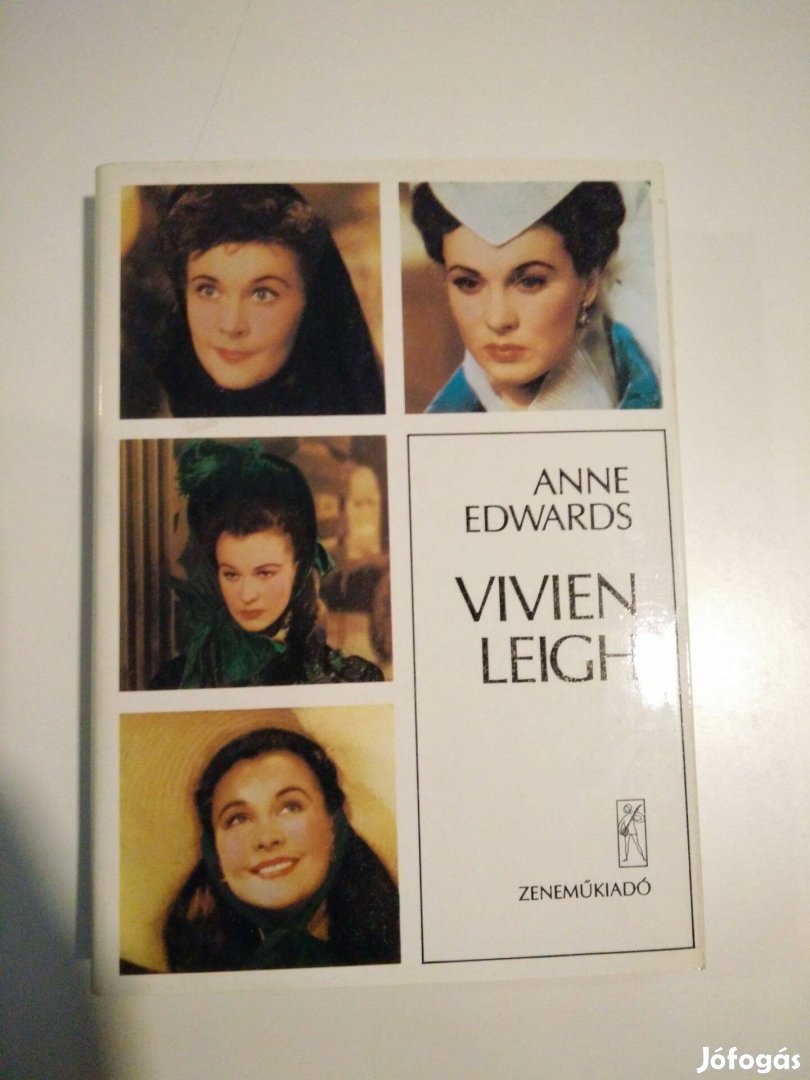 ANNE
EDWARDS
VIVIEN
LEIGH
ZENEMŰKIADÓ
Jófogás